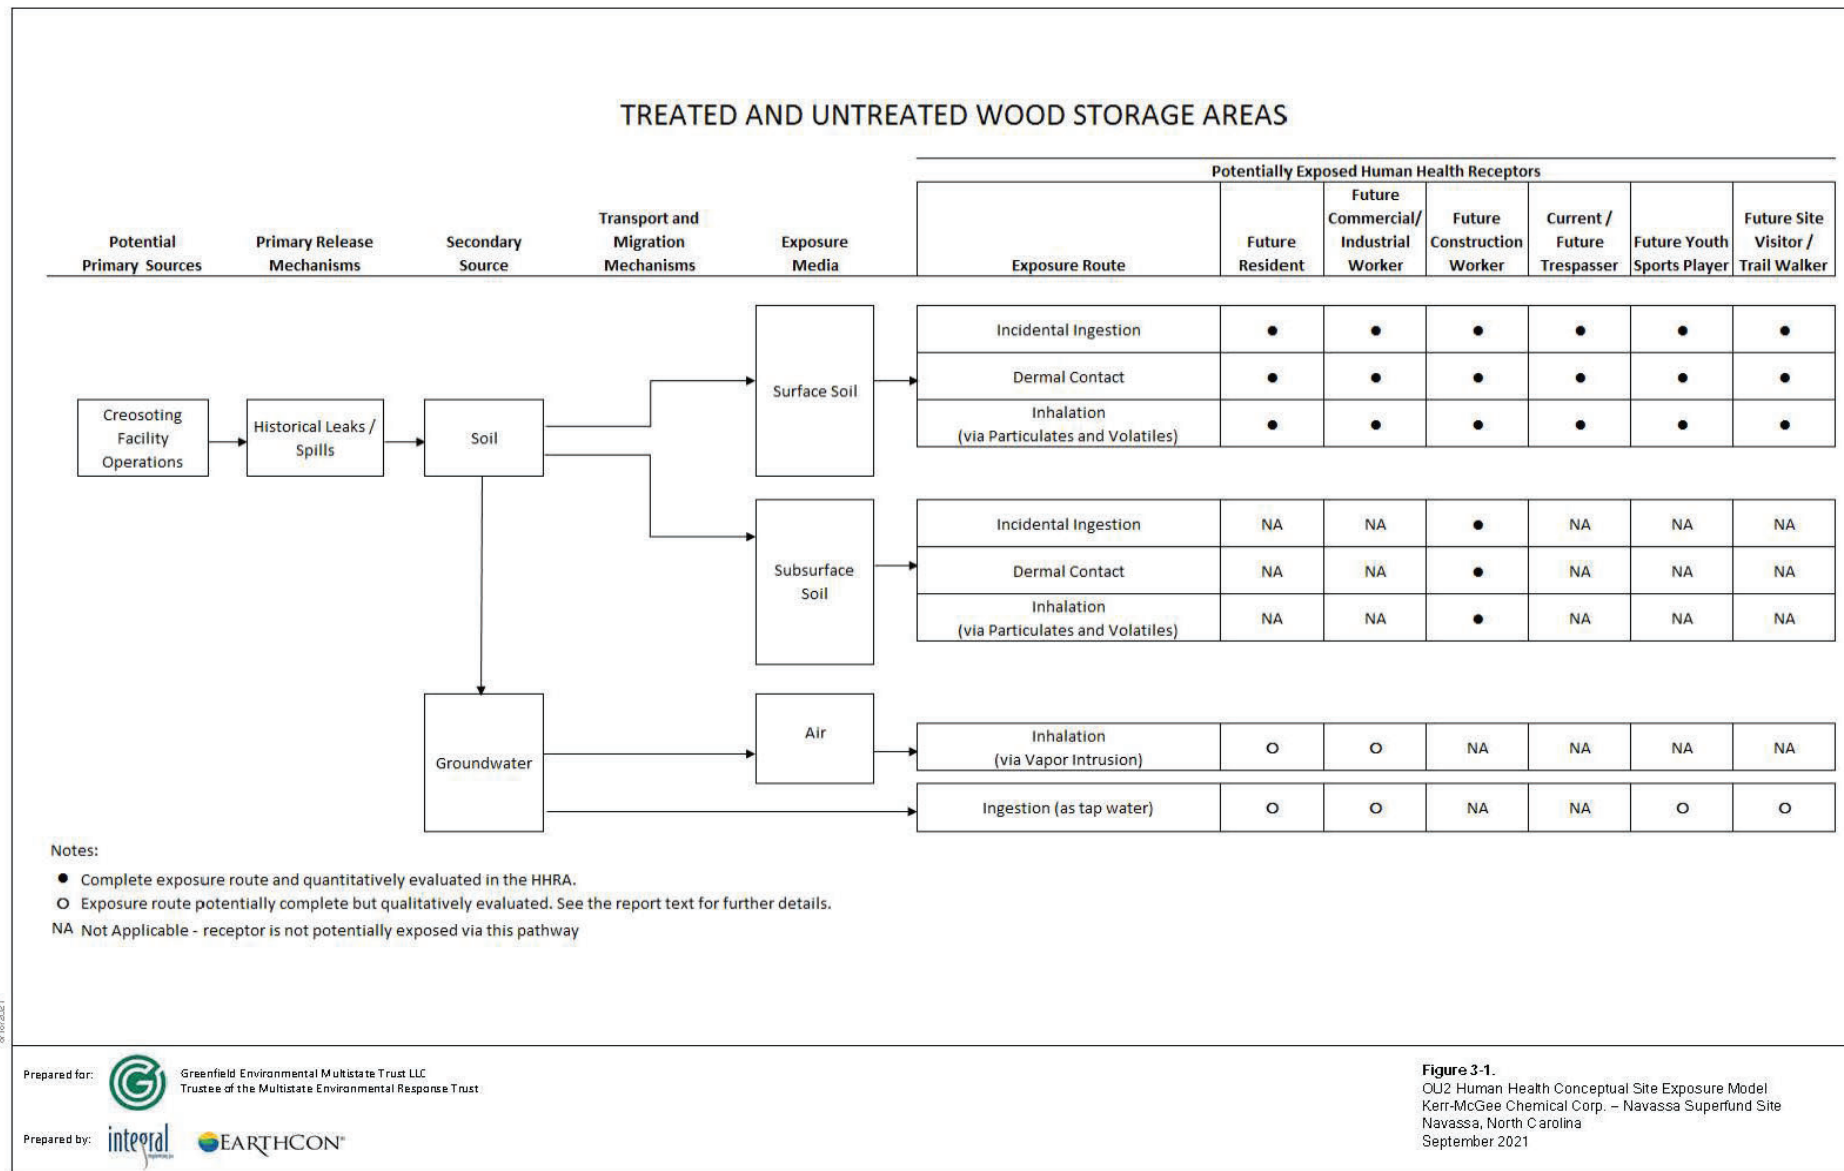 TREATED AND UNTREATED WOOD STORAGE AREAS
Potentially Exposed Human Health Receptors
Potential
Primary Sources
Primary Release
Mechanisms
Secondary
Source
Transport and
Migration
Mechanisms
Exposure
Media
Exposure Route
Future
Resident
Future
Commercial/
Industrial
Worker
Future
Construction
Worker
Current /
Future
Trespasser
Future Youth
Sports Player
Future Site
Visitor /
Trail Walker
Creosoting
Facility
Operations
Historical Leaks /
Spills
Soil
Surface Soil
Incidental Ingestion ● ● ● ● ● ●
Dermal Contact ● ● ● ● ● ●
Inhalation
(via Particulates and Volatiles) ● ● ● ● ● ●
Subsurface
Soil
Incidental Ingestion NA NA ● NA NA NA
Dermal Contact NA NA ● NA NA NA
Inhalation
(via Particulates and Volatiles) NA NA ● NA NA NA
Groundwater
Air
Inhalation
(via Vapor Intrusion) O O NA NA NA NA
Ingestion (as tap water) O O NA NA O O
Notes:
● Complete exposure route and quantitatively evaluated in the HHRA.
O Exposure route potentially complete but qualitatively evaluated. See the report text for further details.
NA Not Applicable - receptor is not potentially exposed via this pathway
Prepared for:
Greenfield Environmental Multistate Trust LLC
Trustee of the Multistate Environmental Response Trust
Prepared by:
integral
EARTHCON
Figure 3-1.
OU2 Human Health Conceptual Site Exposure Model
Kerr-McGee Chemical Corp. – Navassa Superfund Site
Navassa, North Carolina
September 2021